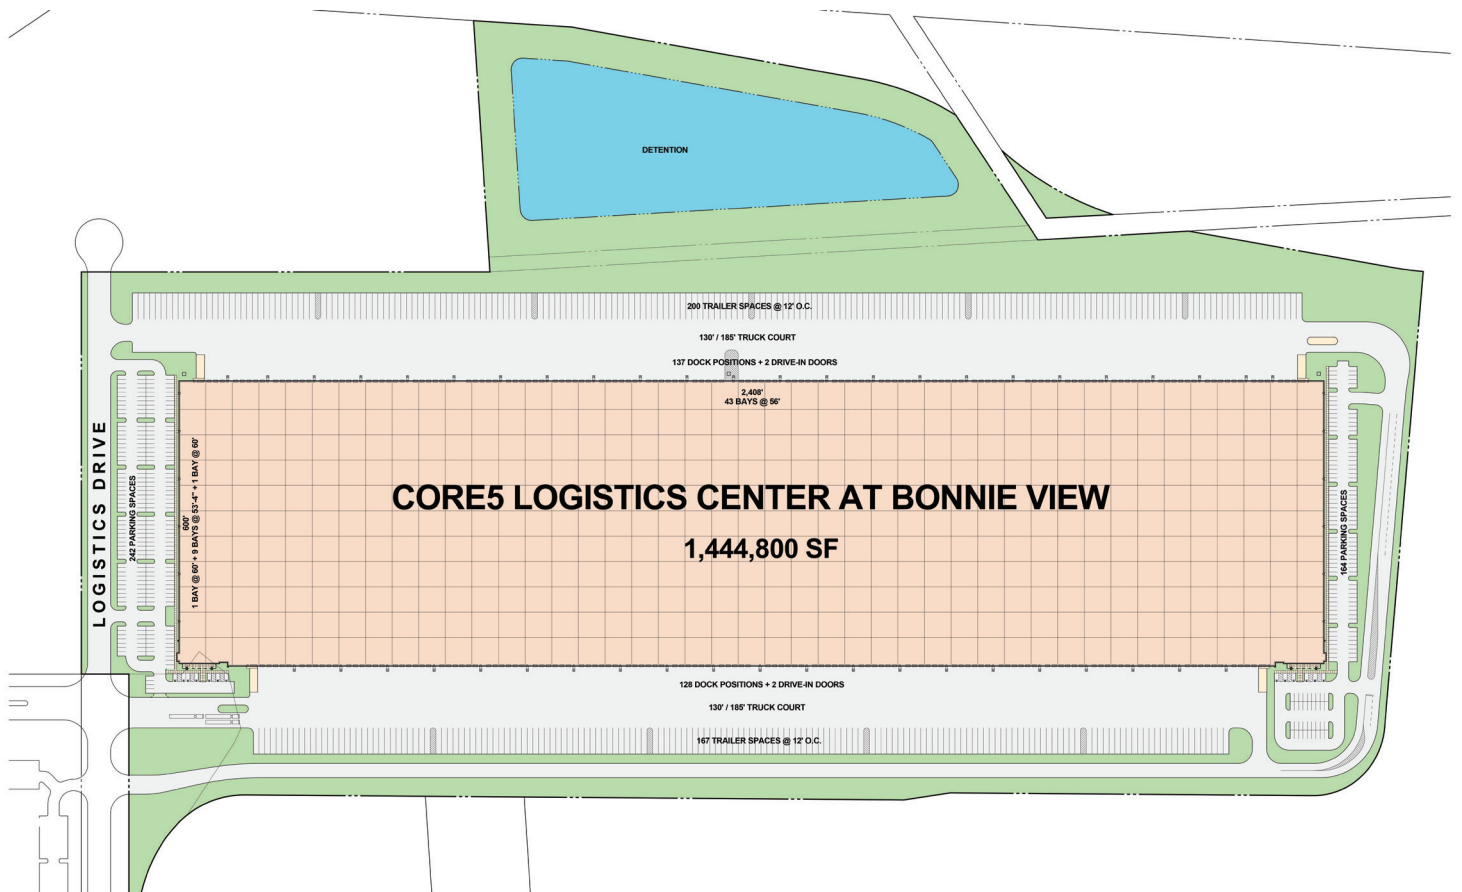 DETENTION
200 TRAILER SPACES @ 12' O.C.
130' / 185' TRUCK COURT
137 DOCK POSITIONS + 2 DRIVE-IN DOORS
2,408'
43 BAYS @ 56'
LOGISTICS DRIVE
242 PARKING SPACES
600'
1 BAY @ 60' + 9 BAYS @ 53'-4" + 1 BAY @ 60'
CORE5 LOGISTICS CENTER AT BONNIE VIEW
1,444,800 SF
164 PARKING SPACES
128 DOCK POSITIONS + 2 DRIVE-IN DOORS
130' / 185' TRUCK COURT
167 TRAILER SPACES @ 12' O.C.